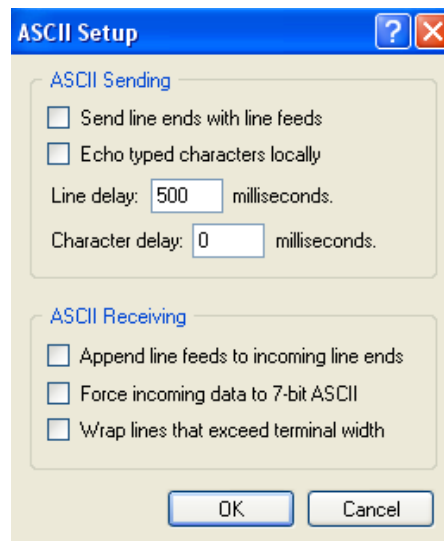 ASCII Setup
ASCII Sending
Send line ends with line feeds
Echo typed characters locally
Line delay: 500 milliseconds.
Character delay: 0 milliseconds.
ASCII Receiving
Append line feeds to incoming line ends
Force incoming data to 7-bit ASCII
Wrap lines that exceed terminal width
OK Cancel